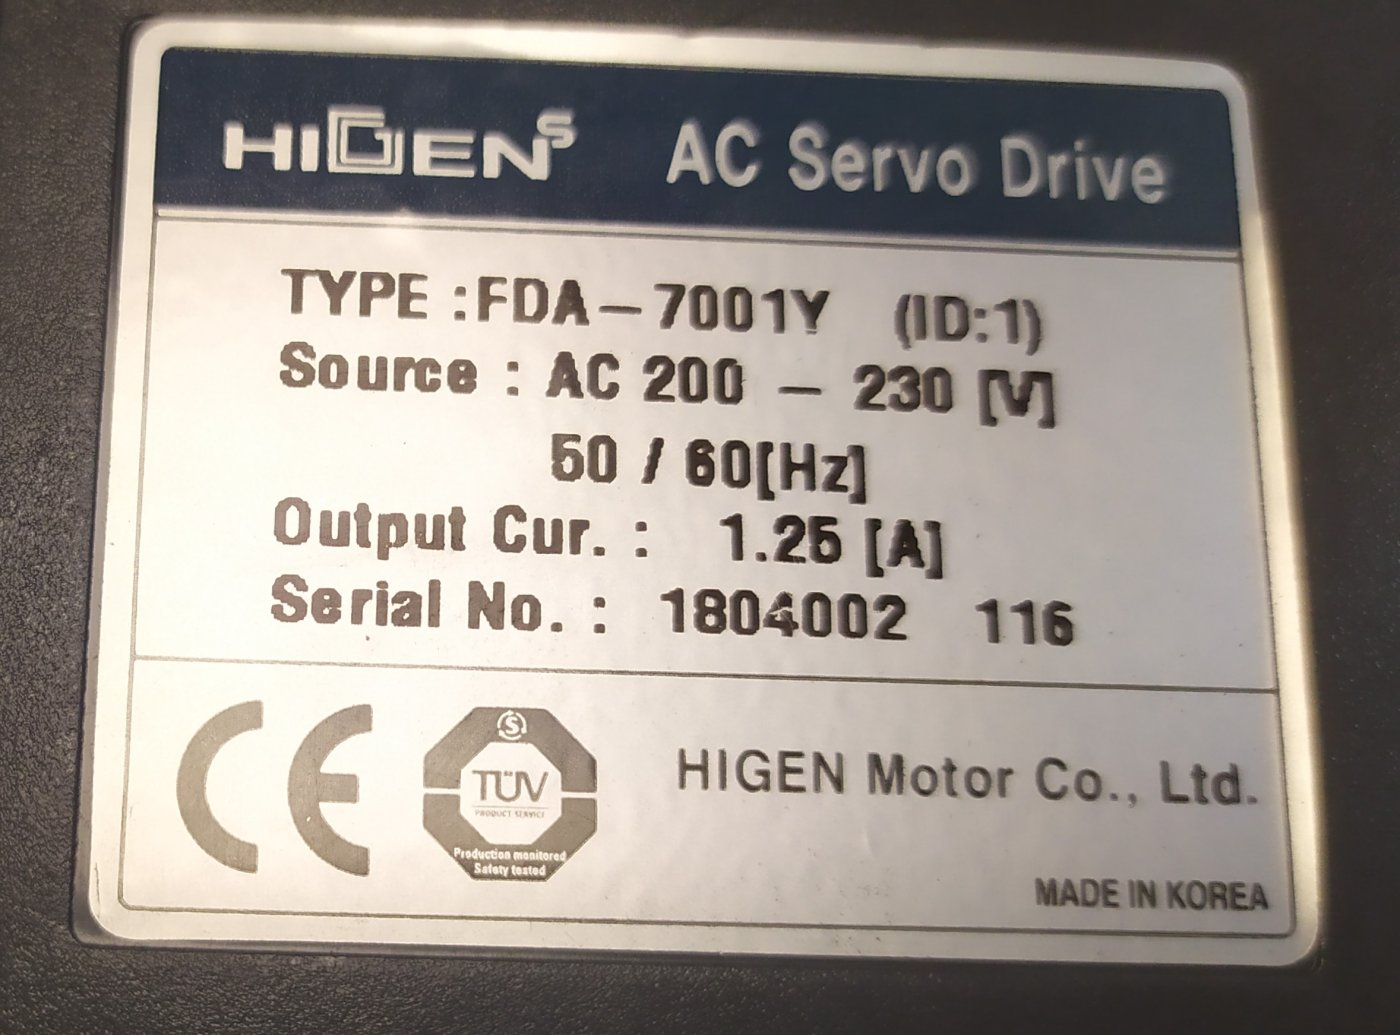 HIGENS AC Servo Drive
TYPE :FDA-7001Y (ID:1)
Source : AC 200 - 230 [V]
50 / 60[Hz]
Output Cur. : 1.25 [A]
Serial No. : 1804002 116
CE
S
TÜV
PRODUCT SERVICE
Production monitored
Safety tested
HIGEN Motor Co., Ltd.
MADE IN KOREA